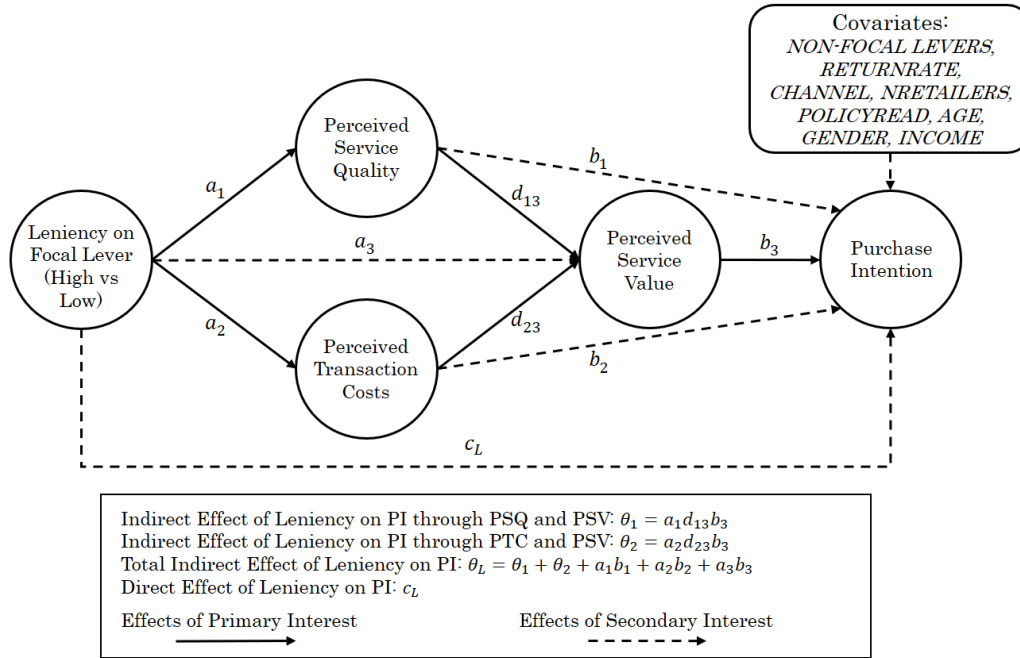 Covariates:
NON-FOCAL LEVERS,
RETURNRATE,
CHANNEL, NRETAILERS,
POLICYREAD, AGE,
GENDER, INCOME
Perceived
Service
Quality
b₁
a₁
d₁₃
Leniency on
Focal Lever
(High vs
Low)
a₃
Perceived
Service
Value
b₃
Purchase
Intention
a₂
d₂₃
Perceived
Transaction
Costs
b₂
c_L
Indirect Effect of Leniency on PI through PSQ and PSV: θ₁ = a₁d₁₃b₃
Indirect Effect of Leniency on PI through PTC and PSV: θ₂ = a₂d₂₃b₃
Total Indirect Effect of Leniency on PI: θ_L = θ₁ + θ₂ + a₁b₁ + a₂b₂ + a₃b₃
Direct Effect of Leniency on PI: c_L
Effects of Primary Interest
Effects of Secondary Interest